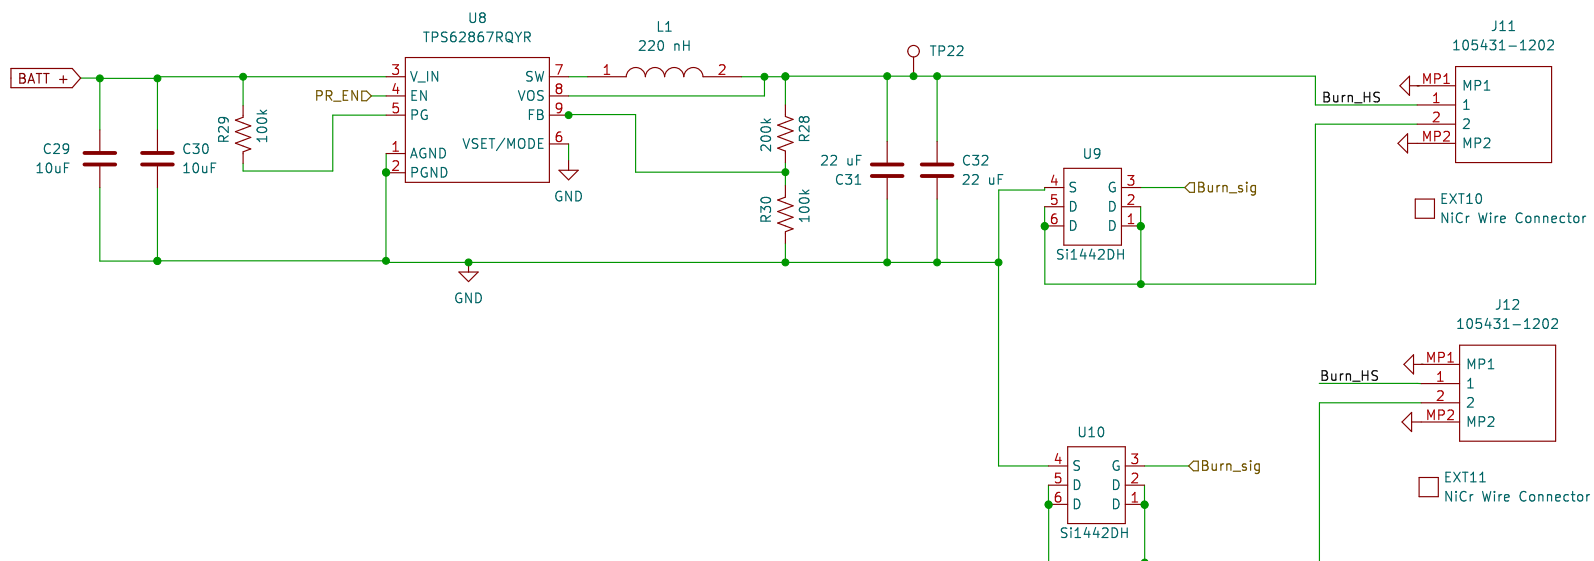 BATT +
C29
10uF
C30
10uF
R29
100k
PR_EN
U8
TPS62867RQYR
3
4
5
1
2
V_IN
EN
PG
AGND
PGND
SW
VOS
FB
VSET/MODE
7
8
9
6
GND
GND
L1
220 nH
1
2
200k
R28
R30
100k
22 uF
C31
C32
22 uF
TP22
U9
4
5
6
S
D
D
G
D
D
3
2
1
Si1442DH
Burn_sig
Burn_HS
J11
105431-1202
MP1
1
2
MP2
MP1
1
2
MP2
EXT10
NiCr Wire Connector
J12
105431-1202
Burn_HS
MP1
1
2
MP2
MP1
1
2
MP2
U10
4
5
6
S
D
D
G
D
D
3
2
1
Si1442DH
Burn_sig
EXT11
NiCr Wire Connector